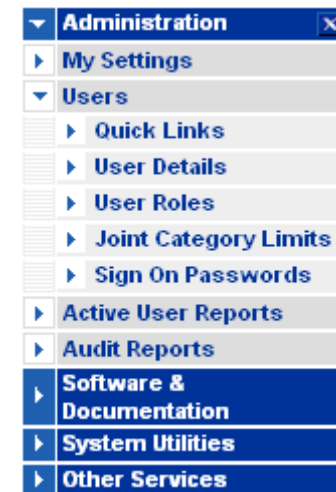 Administration
My Settings
Users
Quick Links
User Details
User Roles
Joint Category Limits
Sign On Passwords
Active User Reports
Audit Reports
Software &
Documentation
System Utilities
Other Services